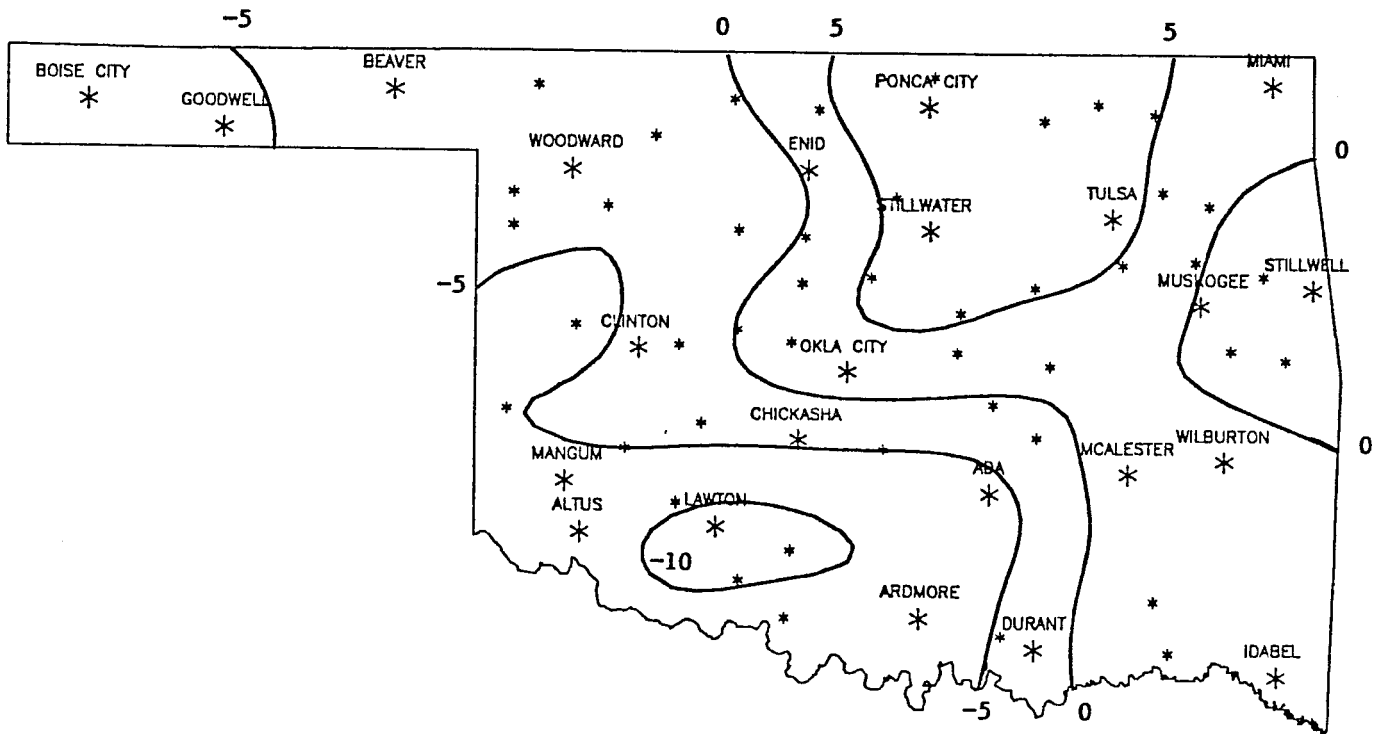 -5 0 5 5
BOISE CITY
BEAVER
MIAMI
GOODWELL
PONCA CITY
WOODWARD
ENID
0
STILLWATER
TULSA
-5
MUSKOGEE
STILLWELL
CLINTON
OKLA CITY
CHICKASHA
MANGUM
ADA
MCALESTER
WILBURTON
0
ALTUS
LAWTON
-10
ARDMORE
DURANT
IDABEL
-5 0